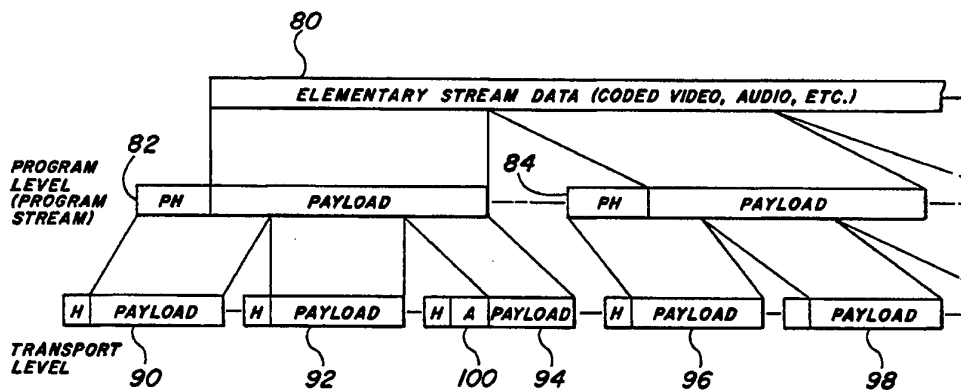 80
ELEMENTARY STREAM DATA (CODED VIDEO, AUDIO, ETC.)
82
84
PROGRAM
LEVEL
(PROGRAM
STREAM)
PH PAYLOAD PH PAYLOAD
H PAYLOAD H PAYLOAD H A PAYLOAD H PAYLOAD PAYLOAD
TRANSPORT
LEVEL
90 92 100 94 96 98